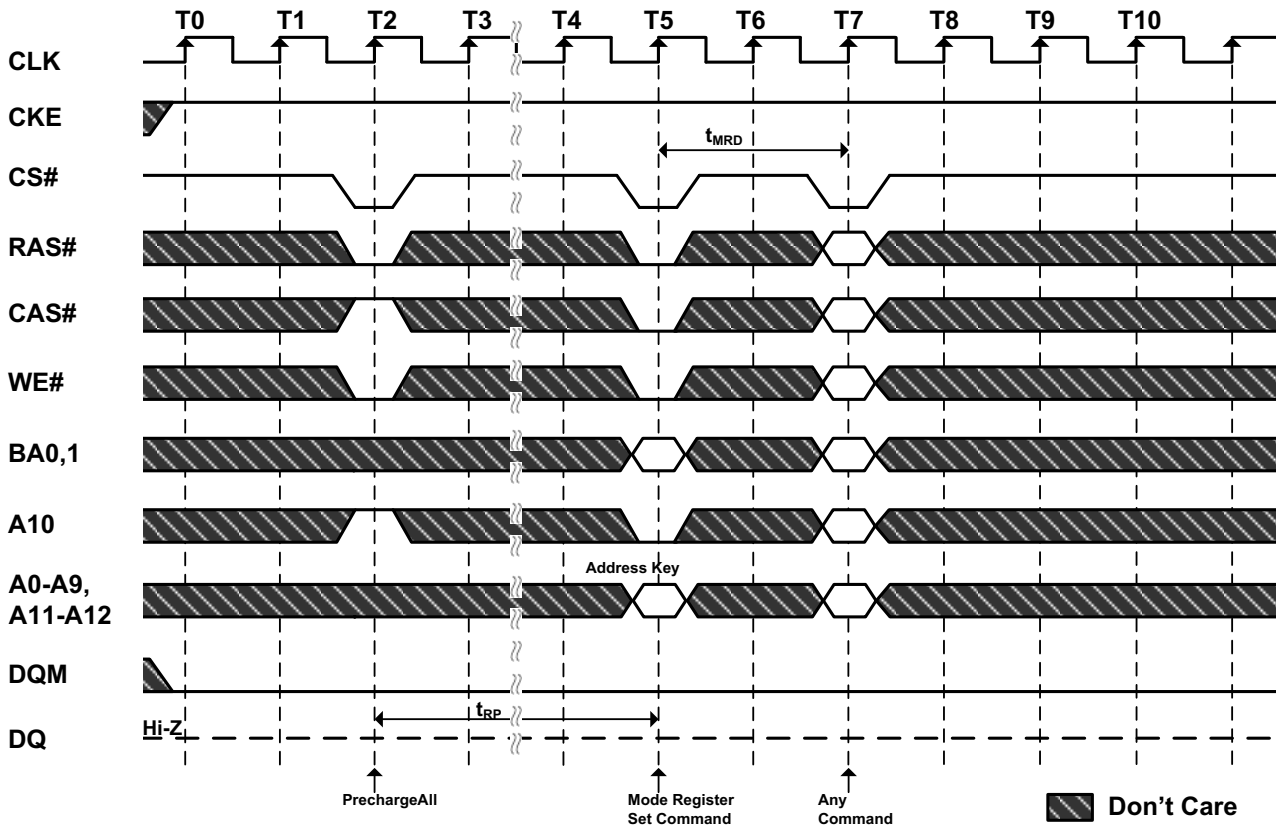 T0 T1 T2 T3 T4 T5 T6 T7 T8 T9 T10
CLK
CKE
tMRD
CS#
RAS#
CAS#
WE#
BA0,1
A10
Address Key
A0-A9,
A11-A12
DQM
tRP
Hi-Z
DQ
PrechargeAll
Mode Register
Set Command
Any
Command
Don't Care